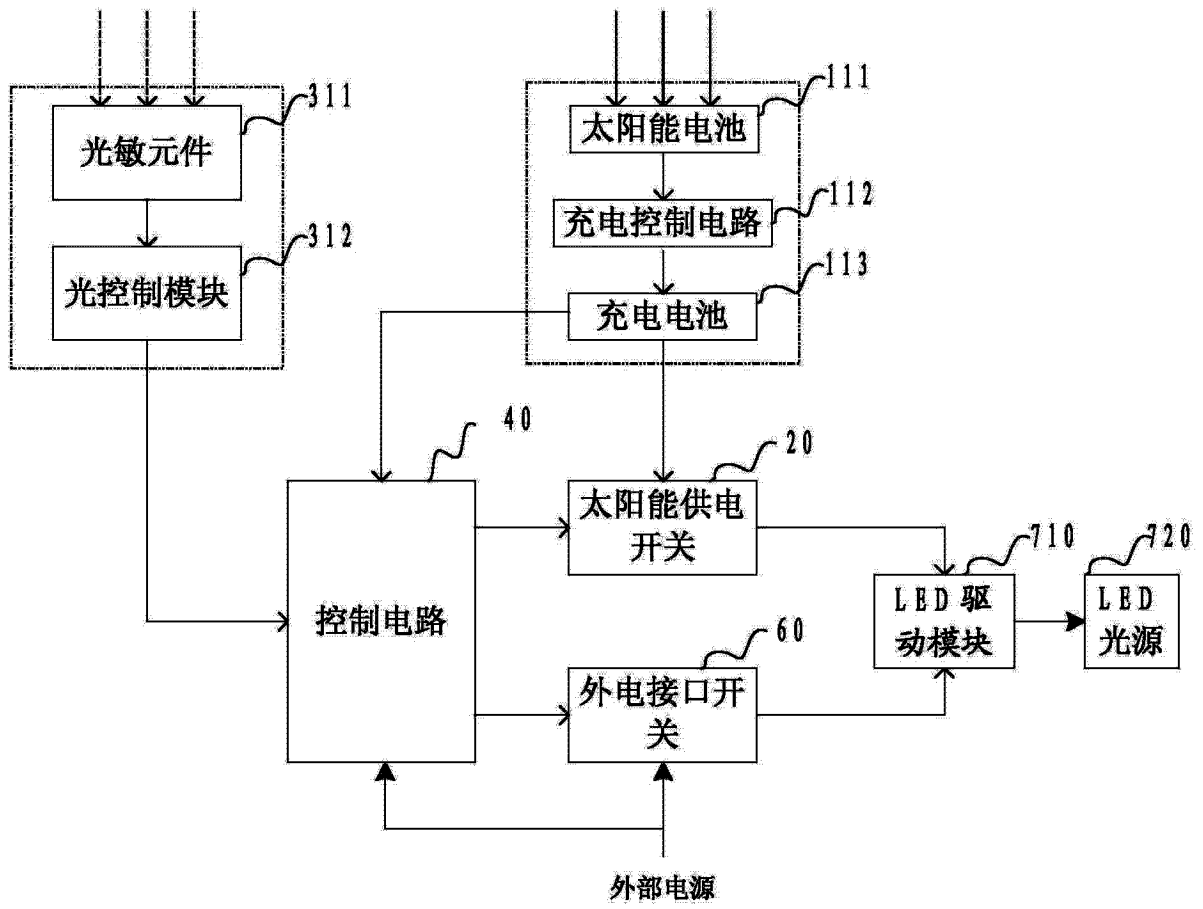 311
光敏元件
312
光控制模块
111
太阳能电池
112
充电控制电路
113
充电电池
40
控制电路
20
太阳能供电
开关
60
外电接口开
关
710
LED 驱
动模块
720
LED
光源
外部电源